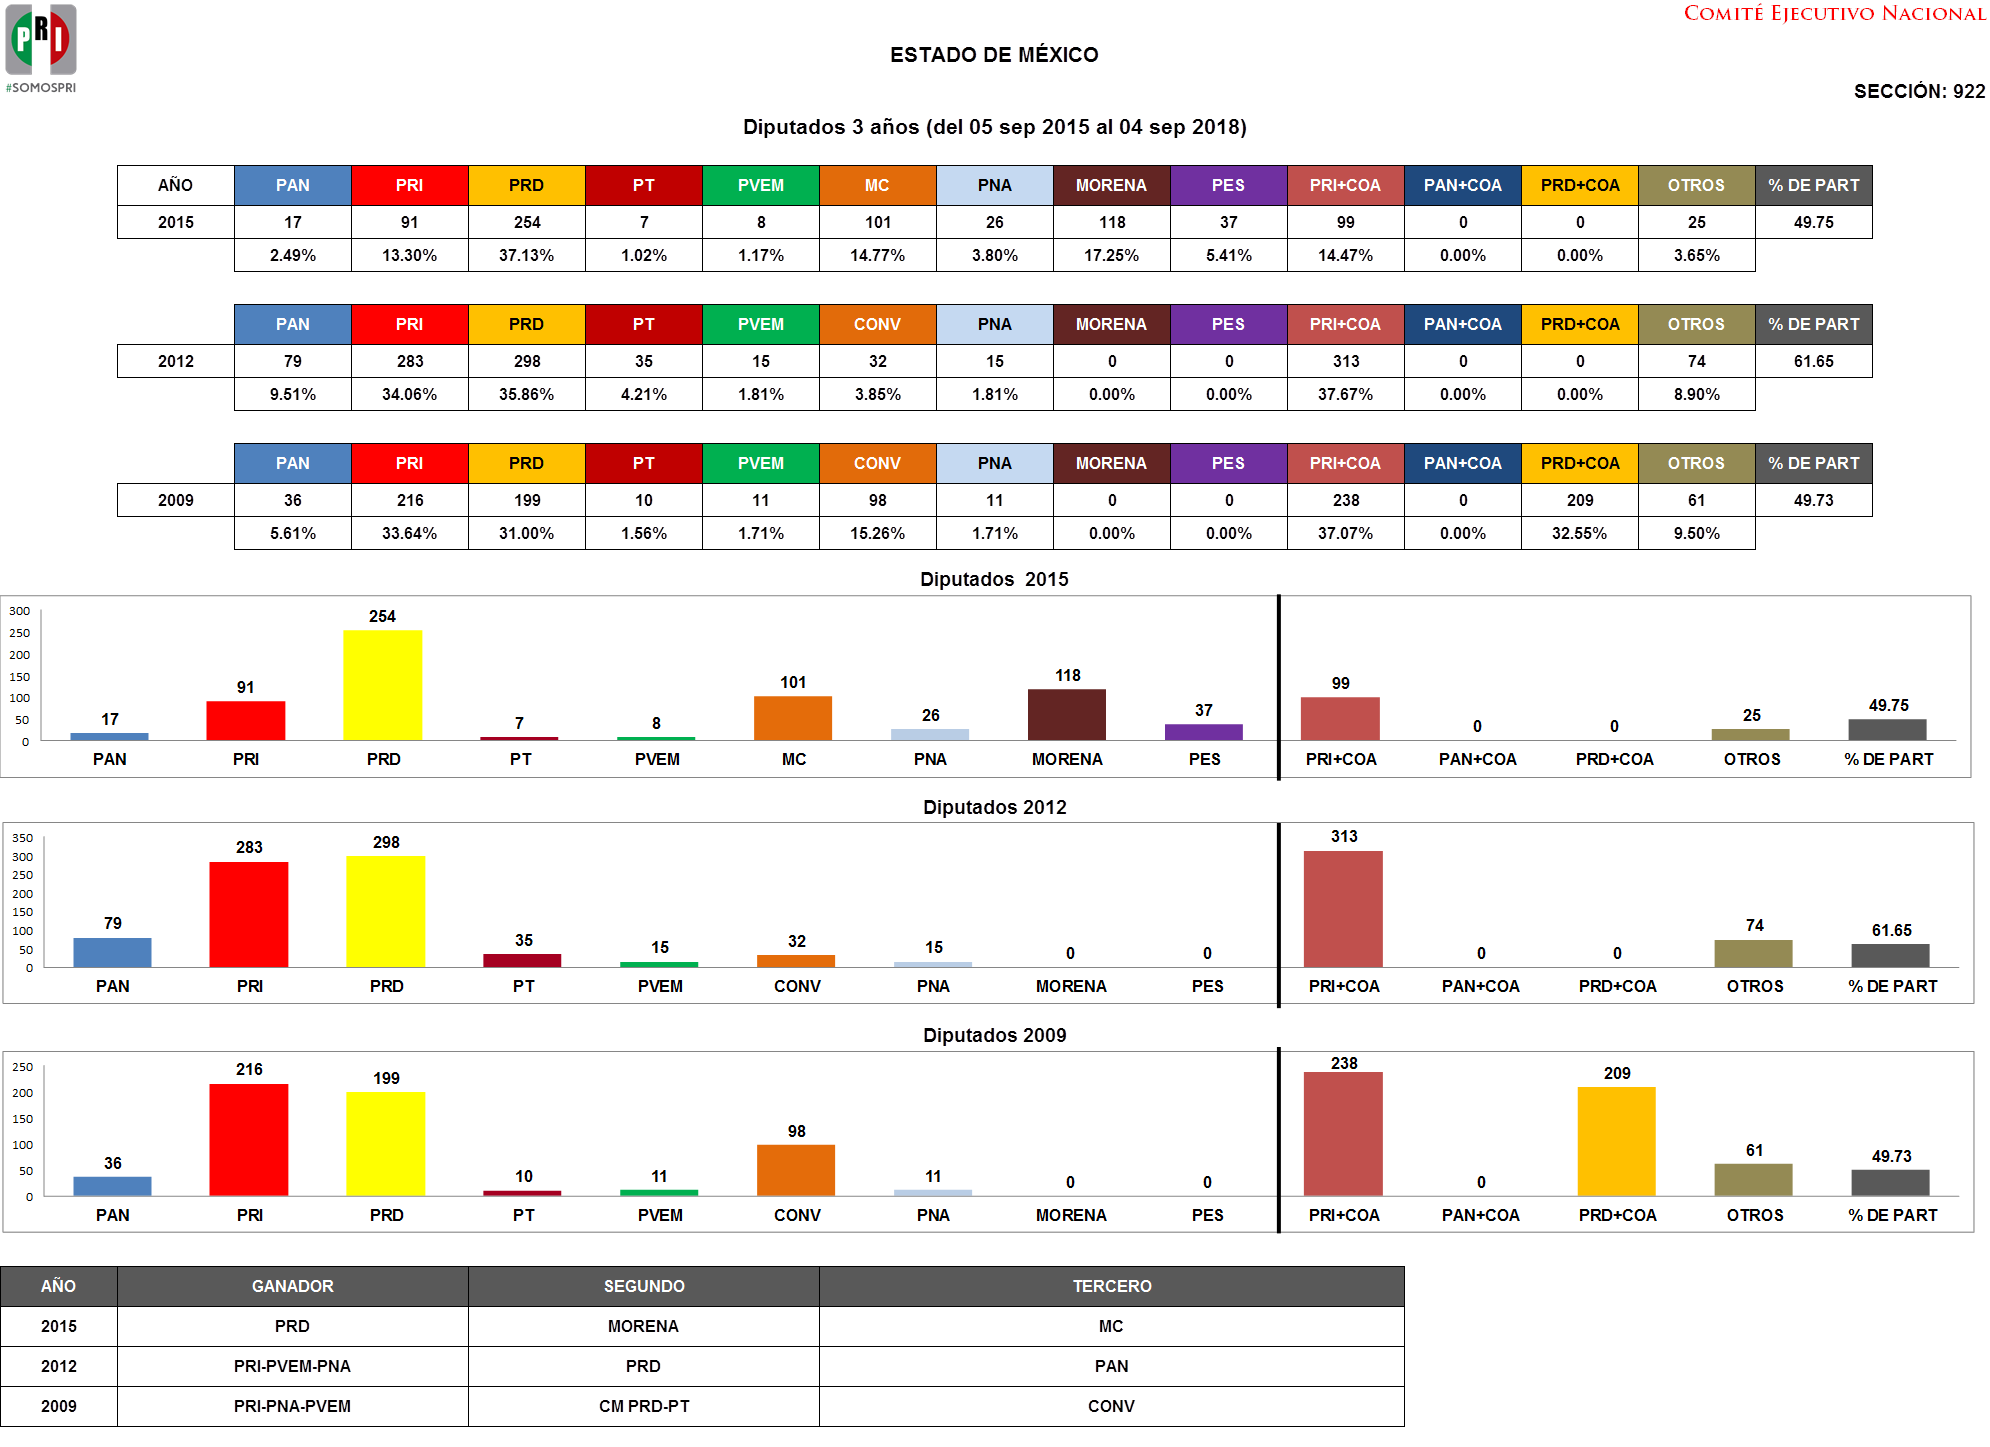 PRI
#SOMOSPRI
COMITÉ EJECUTIVO NACIONAL
ESTADO DE MÉXICO
SECCIÓN: 922
Diputados 3 años (del 05 sep 2015 al 04 sep 2018)
AÑO PAN PRI PRD PT PVEM MC PNA MORENA PES PRI+COA PAN+COA PRD+COA OTROS % DE PART
2015 17 91 254 7 8 101 26 118 37 99 0 0 25 49.75
2.49% 13.30% 37.13% 1.02% 1.17% 14.77% 3.80% 17.25% 5.41% 14.47% 0.00% 0.00% 3.65%
PAN PRI PRD PT PVEM CONV PNA MORENA PES PRI+COA PAN+COA PRD+COA OTROS % DE PART
2012 79 283 298 35 15 32 15 0 0 313 0 0 74 61.65
9.51% 34.06% 35.86% 4.21% 1.81% 3.85% 1.81% 0.00% 0.00% 37.67% 0.00% 0.00% 8.90%
PAN PRI PRD PT PVEM CONV PNA MORENA PES PRI+COA PAN+COA PRD+COA OTROS % DE PART
2009 36 216 199 10 11 98 11 0 0 238 0 209 61 49.73
5.61% 33.64% 31.00% 1.56% 1.71% 15.26% 1.71% 0.00% 0.00% 37.07% 0.00% 32.55% 9.50%
Diputados 2015
300
250
200
150
100
50
0
17 91 254 7 8 101 26 118 37 99 0 0 25 49.75
PAN PRI PRD PT PVEM MC PNA MORENA PES PRI+COA PAN+COA PRD+COA OTROS % DE PART
Diputados 2012
350
300
250
200
150
100
50
0
79 283 298 35 15 32 15 0 0 313 0 0 74 61.65
PAN PRI PRD PT PVEM CONV PNA MORENA PES PRI+COA PAN+COA PRD+COA OTROS % DE PART
Diputados 2009
250
200
150
100
50
0
36 216 199 10 11 98 11 0 0 238 0 209 61 49.73
PAN PRI PRD PT PVEM CONV PNA MORENA PES PRI+COA PAN+COA PRD+COA OTROS % DE PART
AÑO GANADOR SEGUNDO TERCERO
2015 PRD MORENA MC
2012 PRI-PVEM-PNA PRD PAN
2009 PRI-PNA-PVEM CM PRD-PT CONV